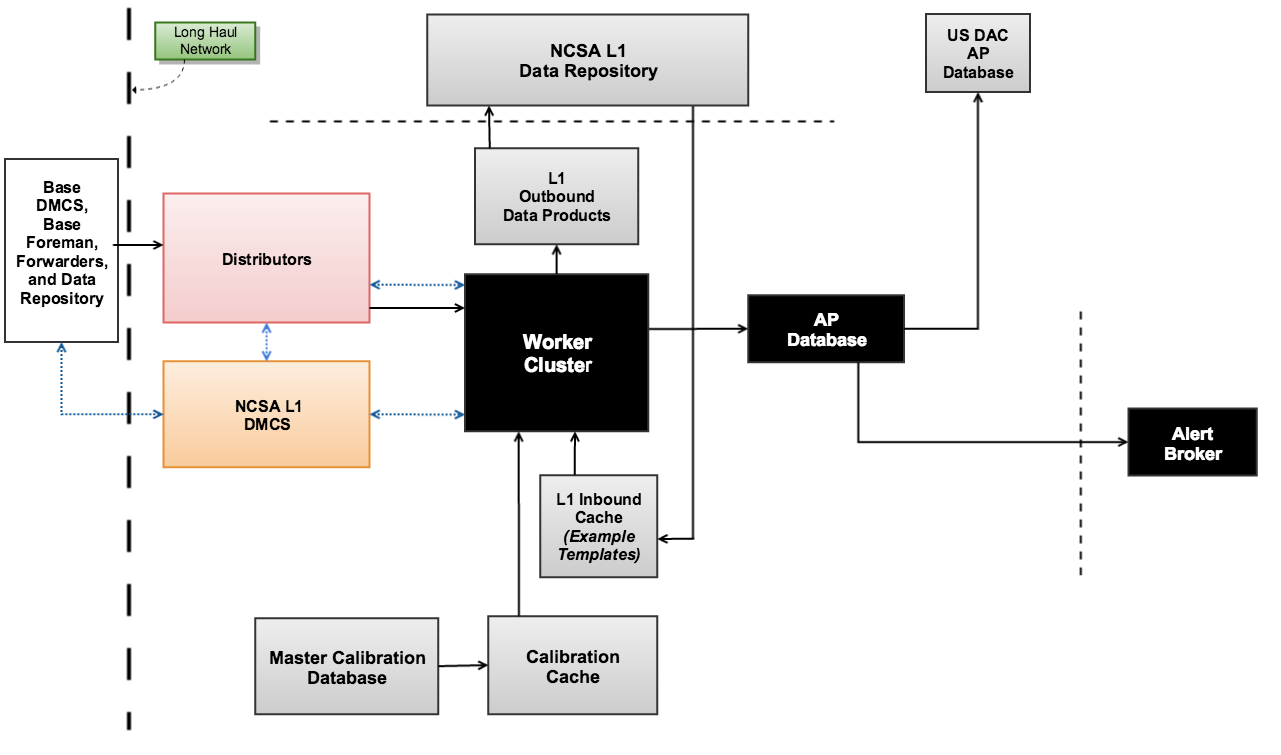 Long Haul
Network
NCSA L1
Data Repository
US DAC
AP
Database
Base
DMCS,
Base
Foreman,
Forwarders,
and Data
Repository
L1
Outbound
Data Products
Distributors
Worker
Cluster
AP
Database
NCSA L1
DMCS
Alert
Broker
L1 Inbound
Cache
(Example
Templates)
Master Calibration
Database
Calibration
Cache